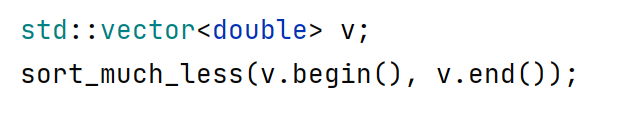 std::vector<double> v;
sort_much_less(v.begin(), v.end());